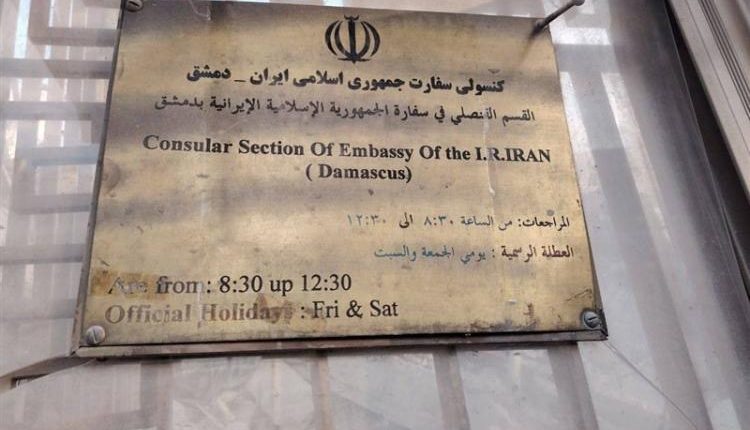 کنسولی سفارت جمهوری اسلامی ایران _ دمشق
القسم القنصلي في سفارة الجمهورية الإسلامية الإيرانية بدمشق
Consular Section Of Embassy Of the I.R.IRAN
( Damascus)
المراجعات: من الساعة ٨:٣٠ الى ١٢:٣٠
العطلة الرسمية : يومي الجمعة والسبت
Are from: 8:30 up 12:30
Official Holidays : Fri & Sat